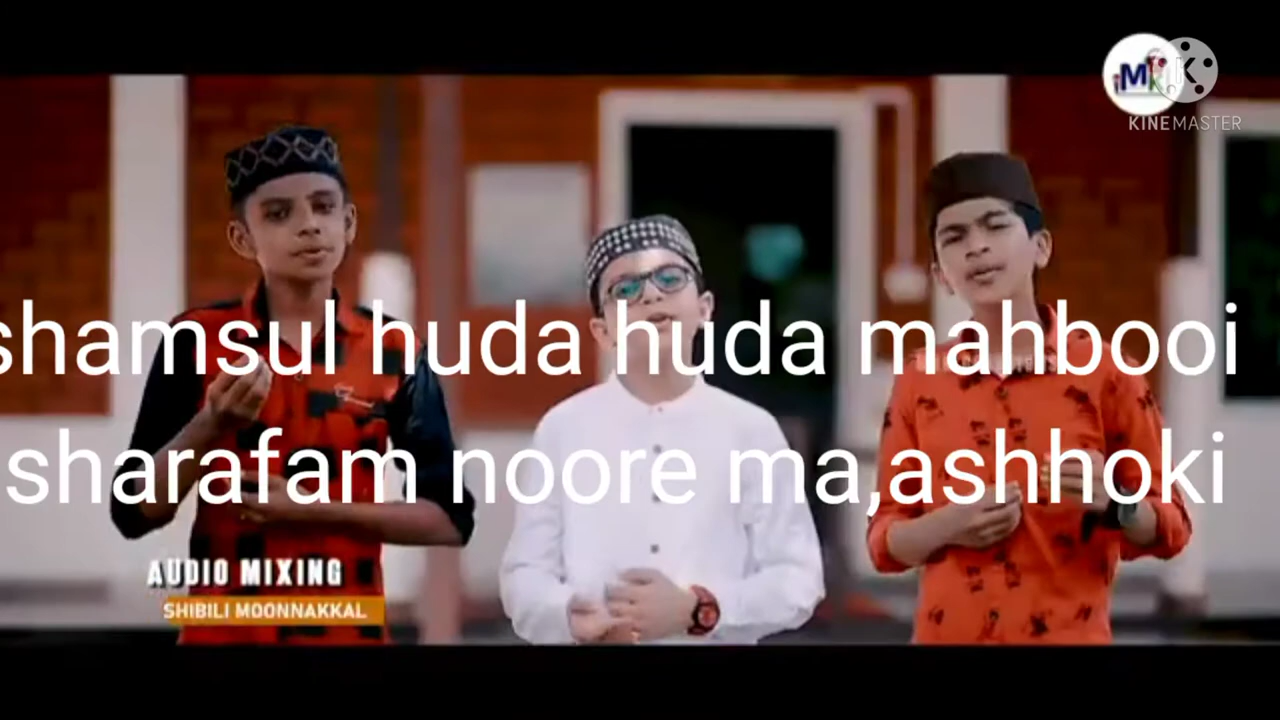 KINEMASTER
shamsul huda huda mahbooi
sharafam noore ma,ashhoki
AUDIO MIXING
SHIBILI MOONNAKKAL